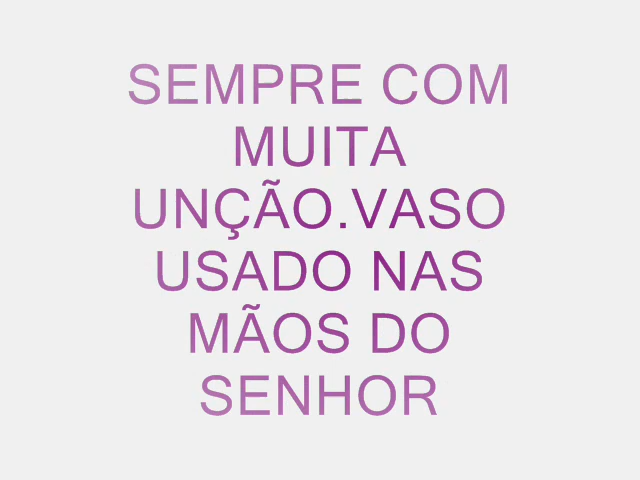 SEMPRE COM
MUITA
UNÇÃO.VASO
USADO NAS
MÃOS DO
SENHOR